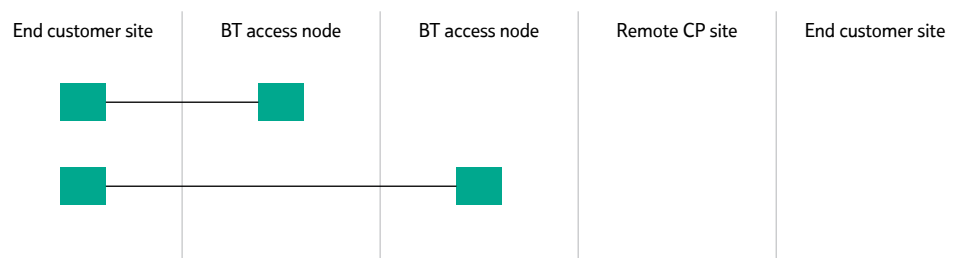 End customer site
BT access node
BT access node
Remote CP site
End customer site